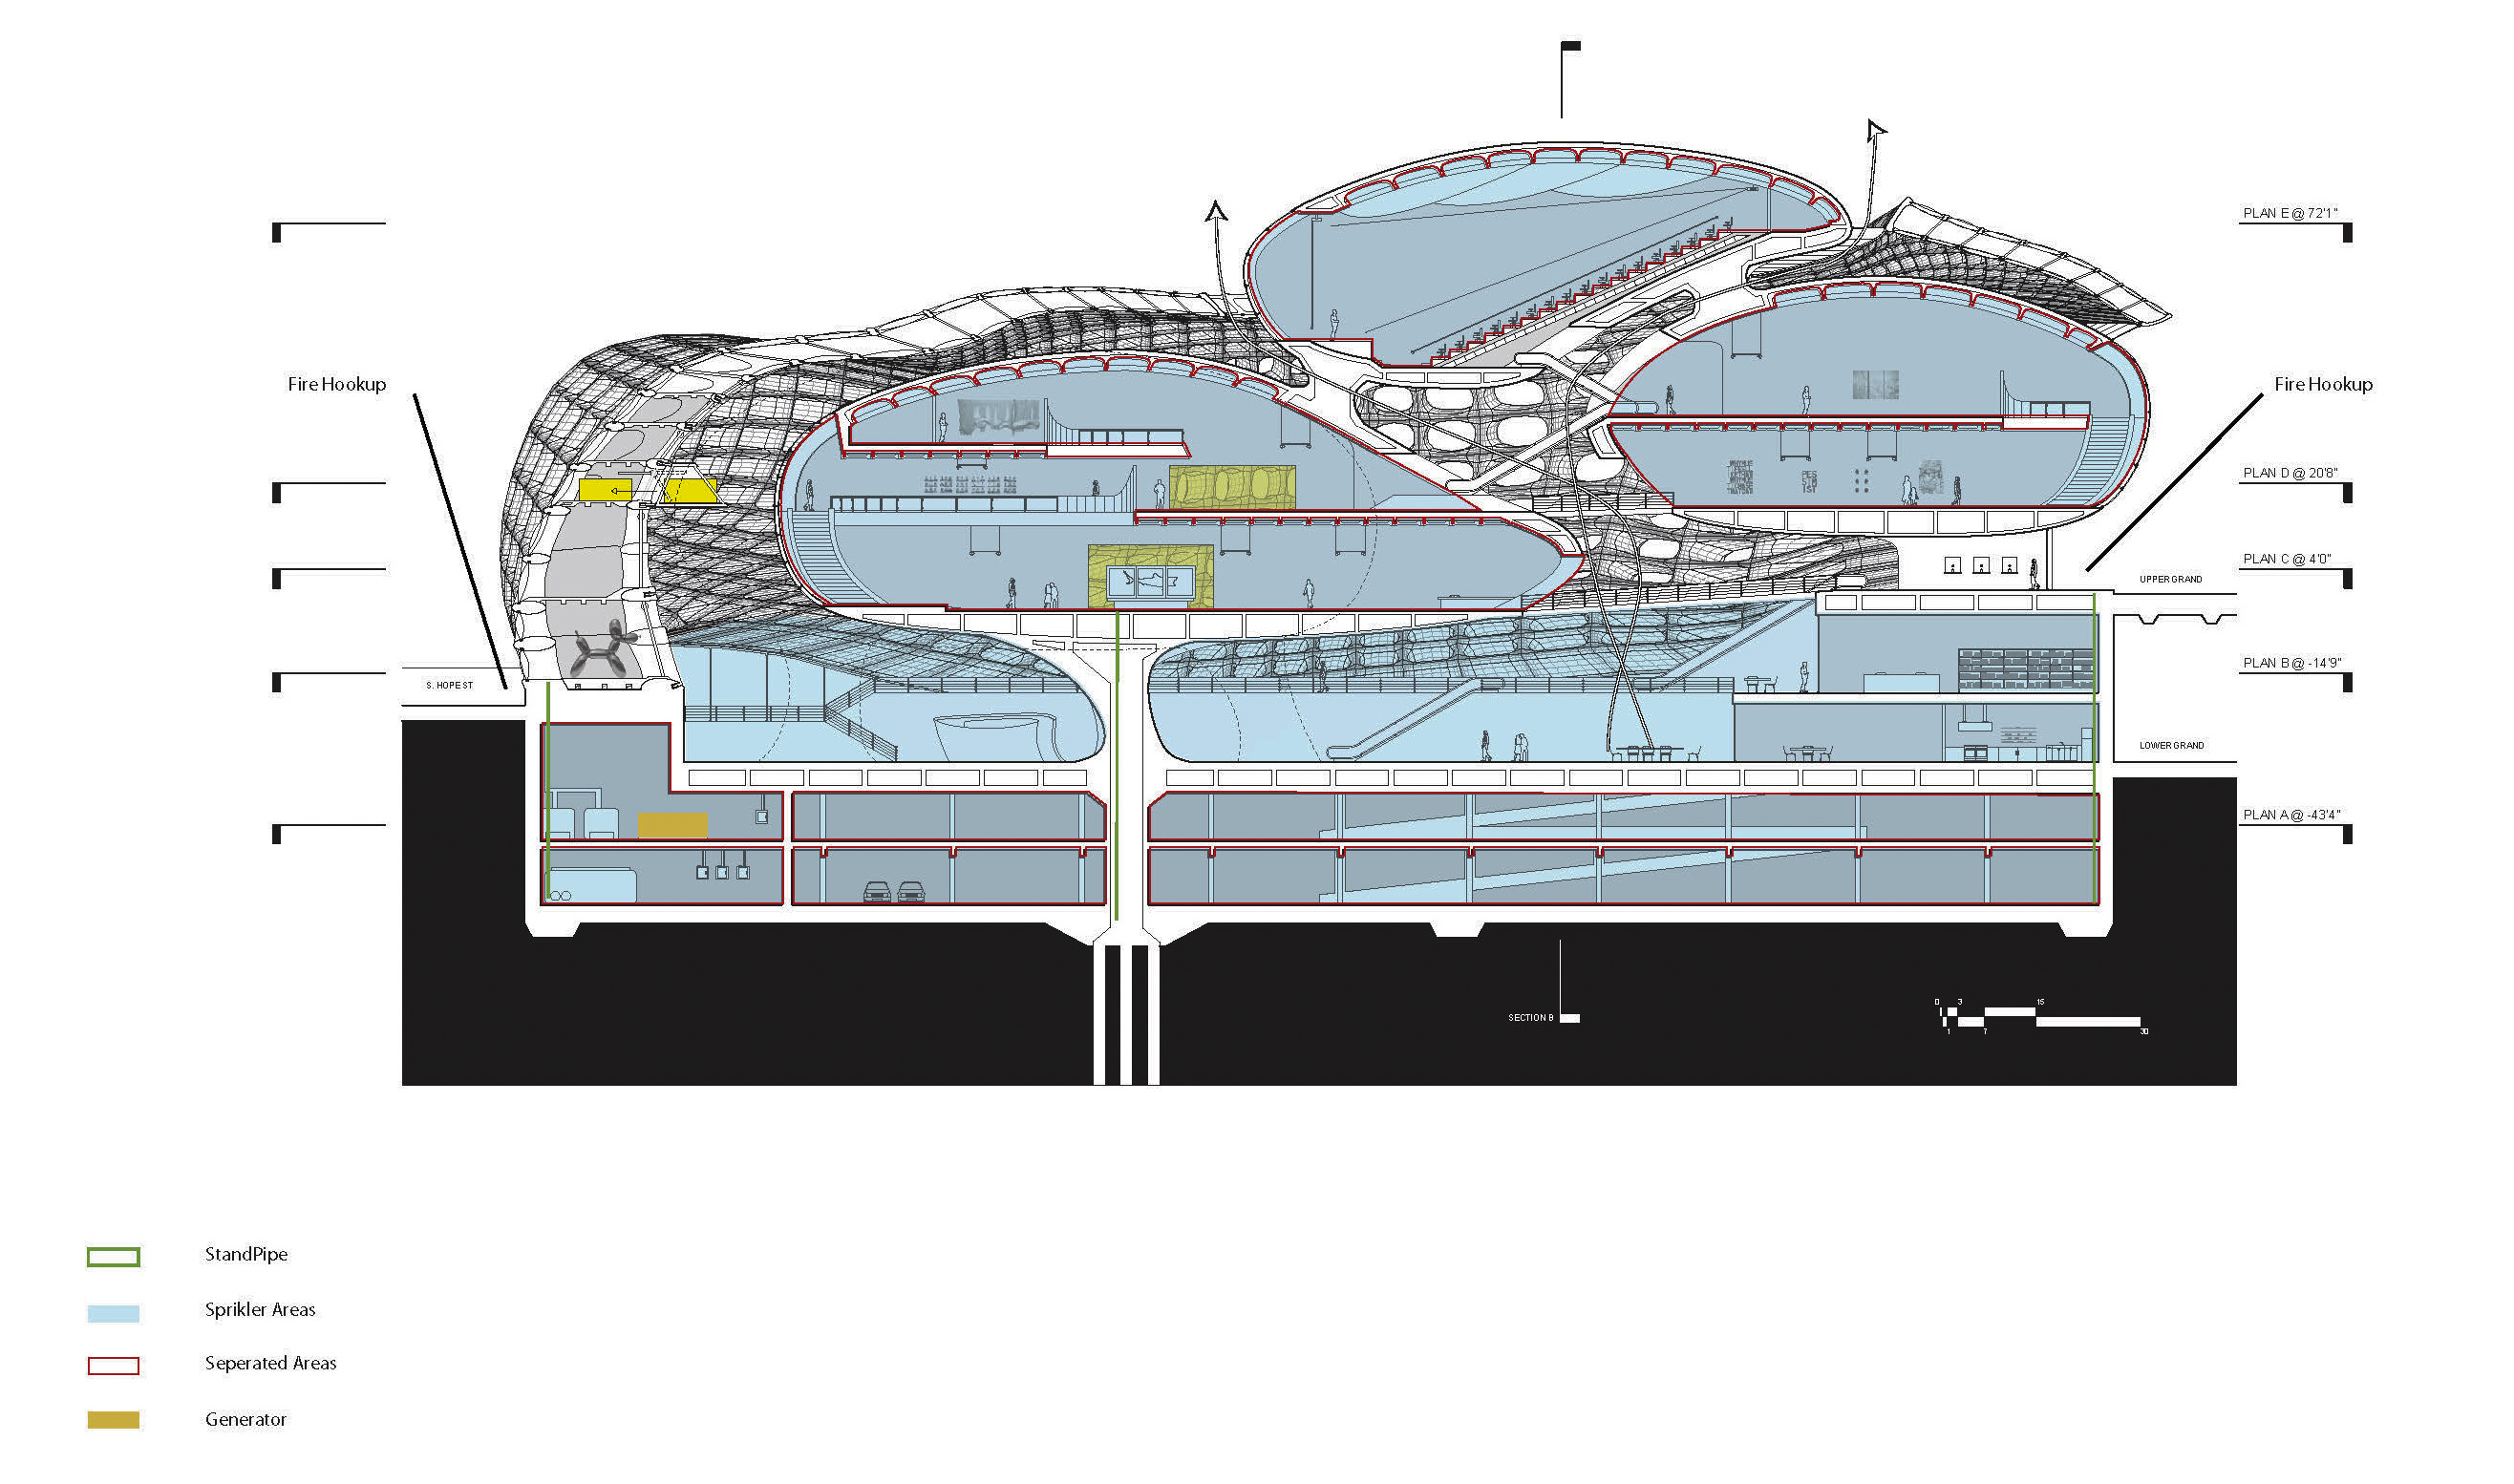 PLAN E @ 72'1"
Fire Hookup
Fire Hookup
PLAN D @ 20'8"
PLAN C @ 4'0"
UPPER GRAND
PLAN B @ -14'9"
S. HOPE ST
LOWER GRAND
PLAN A @ -43'4"
0 3 15
1 7 30
SECTION B
StandPipe
Sprikler Areas
Seperated Areas
Generator